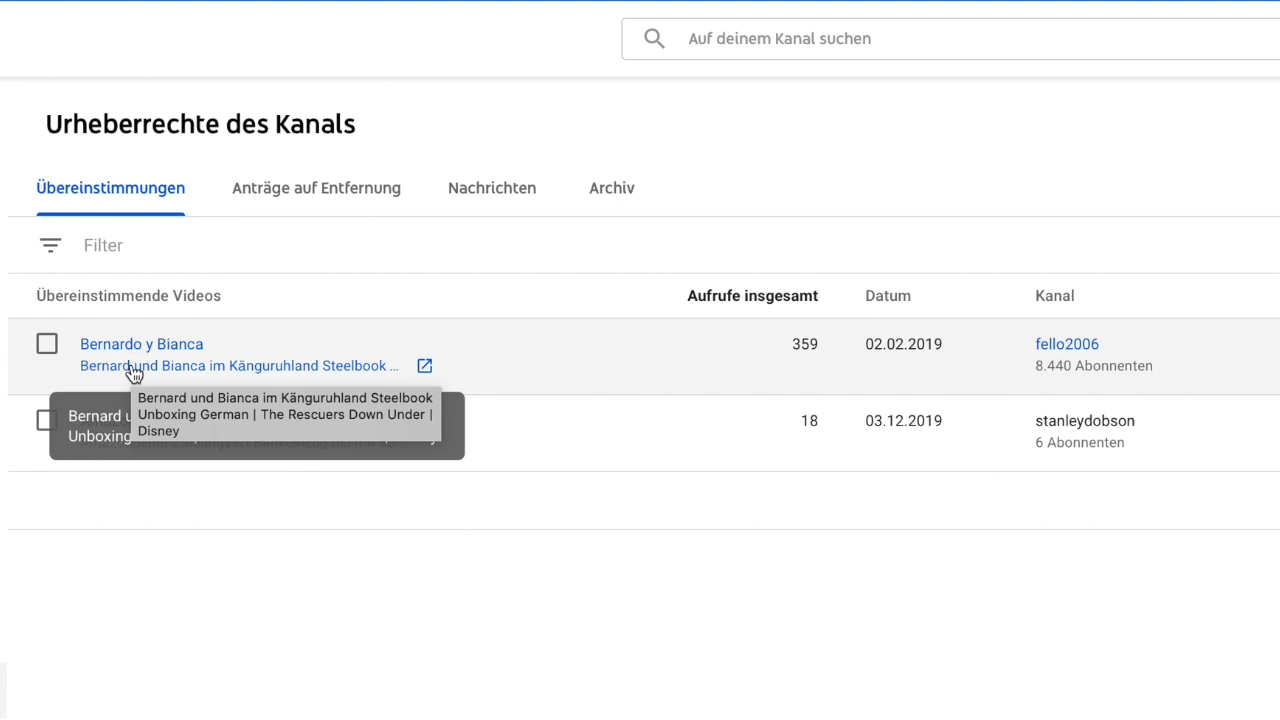 Auf deinem Kanal suchen
Urheberrechte des Kanals
Übereinstimmungen Anträge auf Entfernung Nachrichten Archiv
Filter
Übereinstimmende Videos Aufrufe insgesamt Datum Kanal
Bernardo y Bianca 359 02.02.2019 fello2006
Bernard und Bianca im Känguruhland Steelbook ... 8.440 Abonnenten
Bernard und Bianca im Känguruhland Steelbook
Unboxing German | The Rescuers Down Under |
Disney
Bernard u
Unboxing
18 03.12.2019 stanleydobson
6 Abonnenten